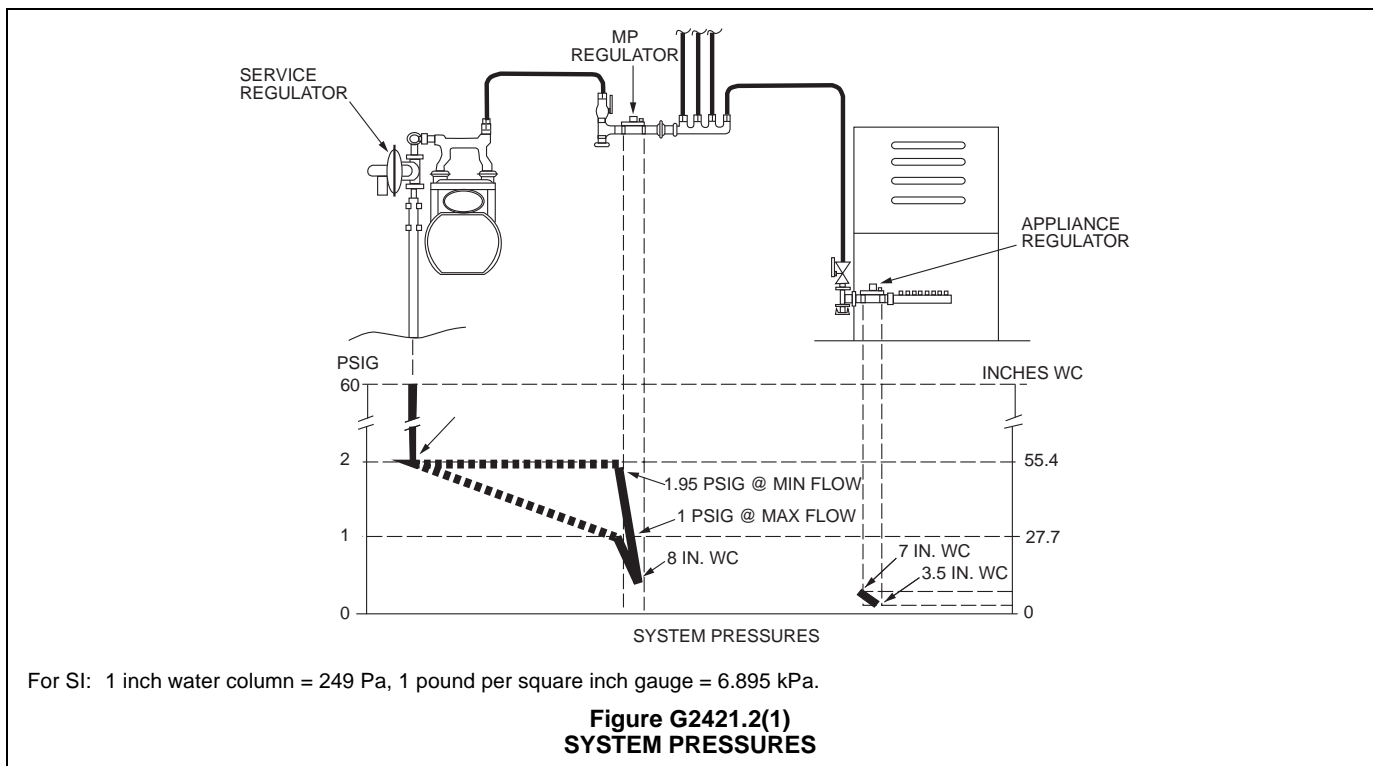 MP
REGULATOR
SERVICE
REGULATOR
APPLIANCE
REGULATOR
PSIG
INCHES WC
60
2
55.4
1.95 PSIG @ MIN FLOW
1 PSIG @ MAX FLOW
1
27.7
8 IN. WC
7 IN. WC
3.5 IN. WC
0
0
SYSTEM PRESSURES
For SI: 1 inch water column = 249 Pa, 1 pound per square inch gauge = 6.895 kPa.
Figure G2421.2(1)
SYSTEM PRESSURES